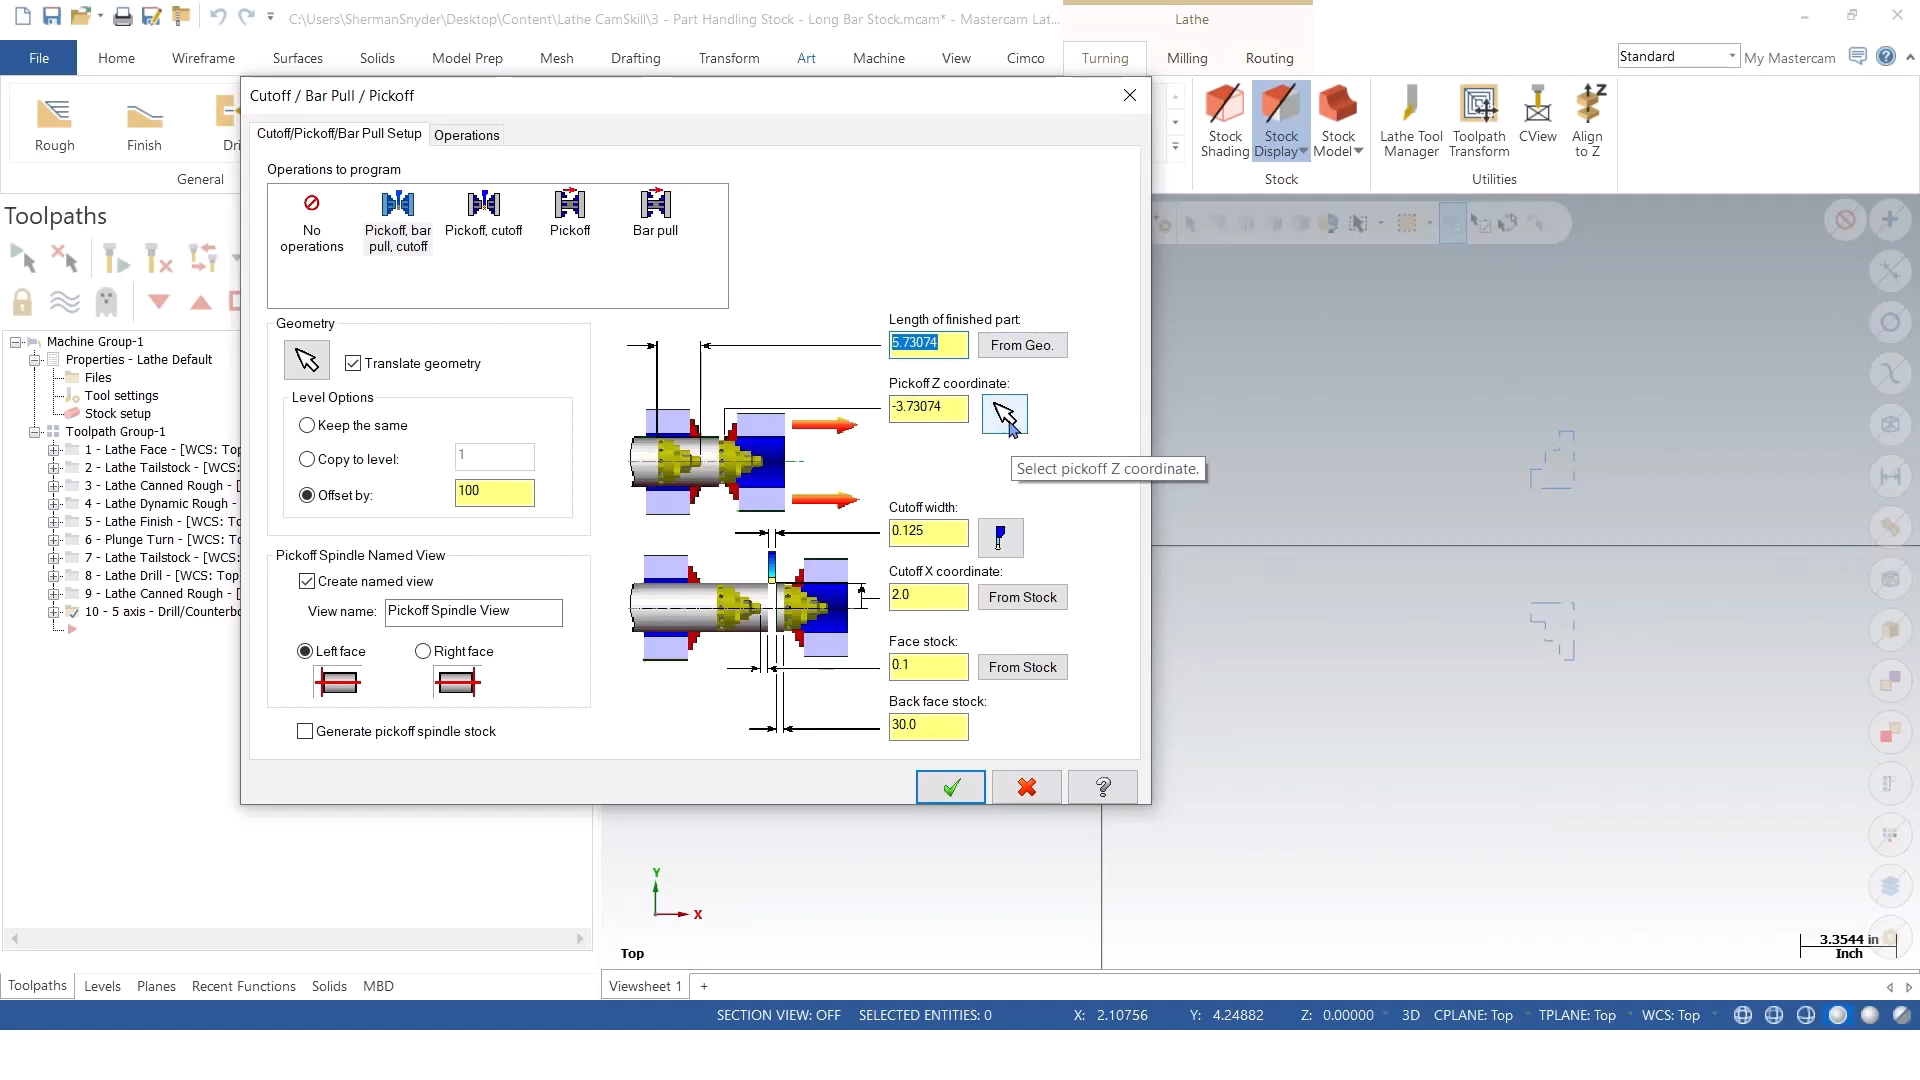 C:\Users\ShermanSnyder\Desktop\Content\Lathe CamSkill\3 - Part Handling Stock - Long Bar Stock.mcam* - Mastercam Lat...
Lathe
File
Home
Wireframe
Surfaces
Solids
Model Prep
Mesh
Drafting
Transform
Art
Machine
View
Cimco
Turning
Milling
Routing
Standard
My Mastercam
Rough
Finish
Dri
General
Stock Shading
Stock Display
Stock Model
Stock
Lathe Tool Manager
Toolpath Transform
CView
Align to Z
Utilities
Toolpaths
Machine Group-1
Properties - Lathe Default
Files
Tool settings
Stock setup
Toolpath Group-1
1 - Lathe Face - [WCS: Top
2 - Lathe Tailstock - [WCS:
3 - Lathe Canned Rough - [
4 - Lathe Dynamic Rough -
5 - Lathe Finish - [WCS: To
6 - Plunge Turn - [WCS: To
7 - Lathe Tailstock - [WCS:
8 - Lathe Drill - [WCS: Top
9 - Lathe Canned Rough - [
10 - 5 axis - Drill/Counterbo
Cutoff / Bar Pull / Pickoff
Cutoff/Pickoff/Bar Pull Setup
Operations
Operations to program
No operations
Pickoff, bar pull, cutoff
Pickoff, cutoff
Pickoff
Bar pull
Geometry
Translate geometry
Level Options
Keep the same
Copy to level:
1
Offset by:
100
Pickoff Spindle Named View
Create named view
View name:
Pickoff Spindle View
Left face
Right face
Generate pickoff spindle stock
Length of finished part:
5.73074
From Geo.
Pickoff Z coordinate:
-3.73074
Select pickoff Z coordinate.
Cutoff width:
0.125
Cutoff X coordinate:
2.0
From Stock
Face stock:
0.1
From Stock
Back face stock:
30.0
Y
X
Top
3.3544 in
Inch
Toolpaths
Levels
Planes
Recent Functions
Solids
MBD
Viewsheet 1
+
SECTION VIEW: OFF
SELECTED ENTITIES: 0
X: 2.10756
Y: 4.24882
Z: 0.00000
3D
CPLANE: Top
TPLANE: Top
WCS: Top